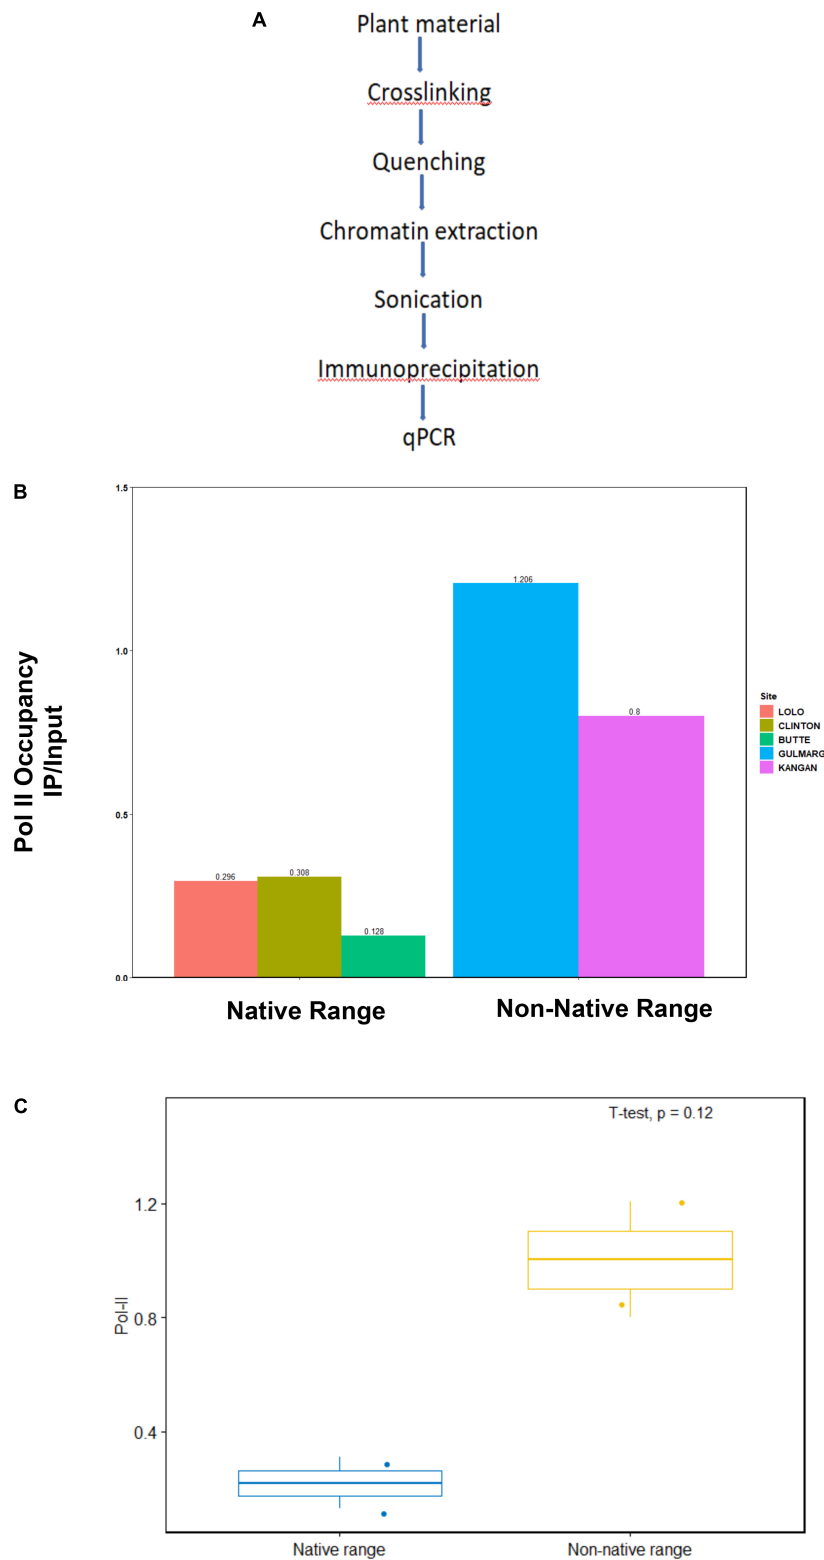 A
Plant material
Crosslinking
Quenching
Chromatin extraction
Sonication
Immunoprecipitation
qPCR
B
Pol II Occupancy
IP/Input
1.5
1.0
0.5
0.0
0.296
0.308
0.128
1.206
0.8
Native Range
Non-Native Range
Site
LOLO
CLINTON
BUTTE
GULMARG
KANGAN
C
T-test, p = 0.12
Pol-II
1.2
0.8
0.4
Native range
Non-native range